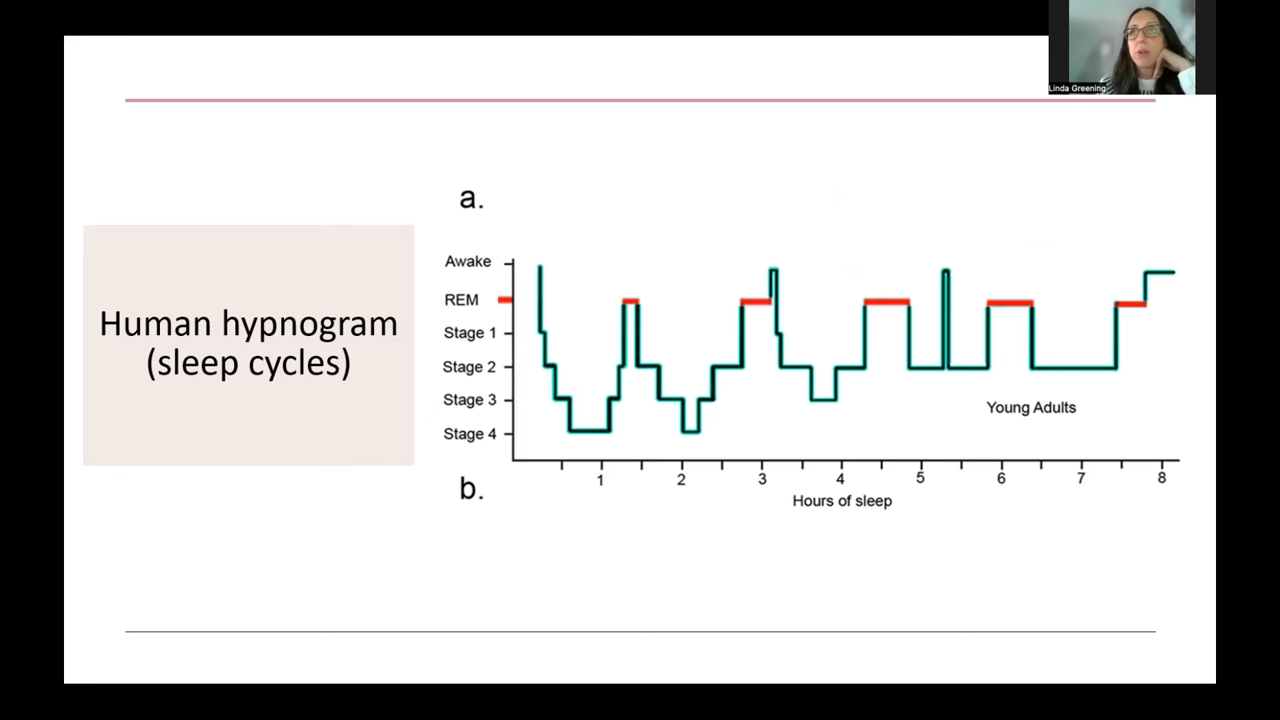 Linda Greening
Human hypnogram
(sleep cycles)
a.
Awake
REM
Stage 1
Stage 2
Stage 3
Stage 4
Young Adults
1 2 3 4 5 6 7 8
Hours of sleep
b.